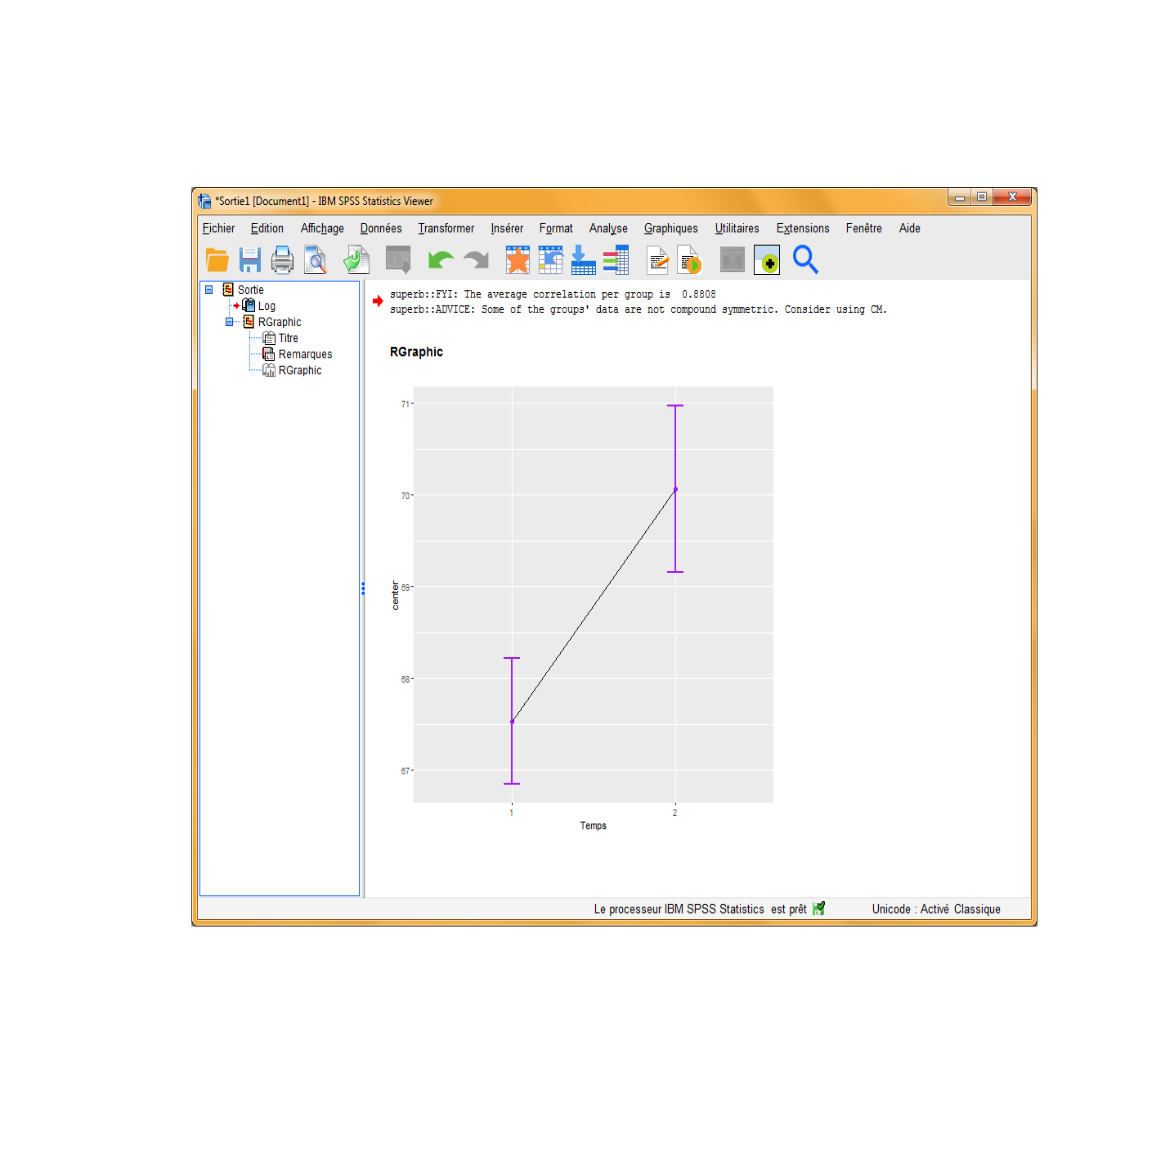 *Sortie1 [Document1] - IBM SPSS Statistics Viewer
Fichier Edition Affichage Données Transformer Insérer Format Analyse Graphiques Utilitaires Extensions Fenêtre Aide
Sortie
Log
RGraphic
Titre
Remarques
RGraphic
superb::FYI: The average correlation per group is 0.8808
superb::ADVICE: Some of the groups' data are not compound symmetric. Consider using CM.
RGraphic
71
70
69
68
67
center
1 2
Temps
Le processeur IBM SPSS Statistics est prêt Unicode : Activé Classique